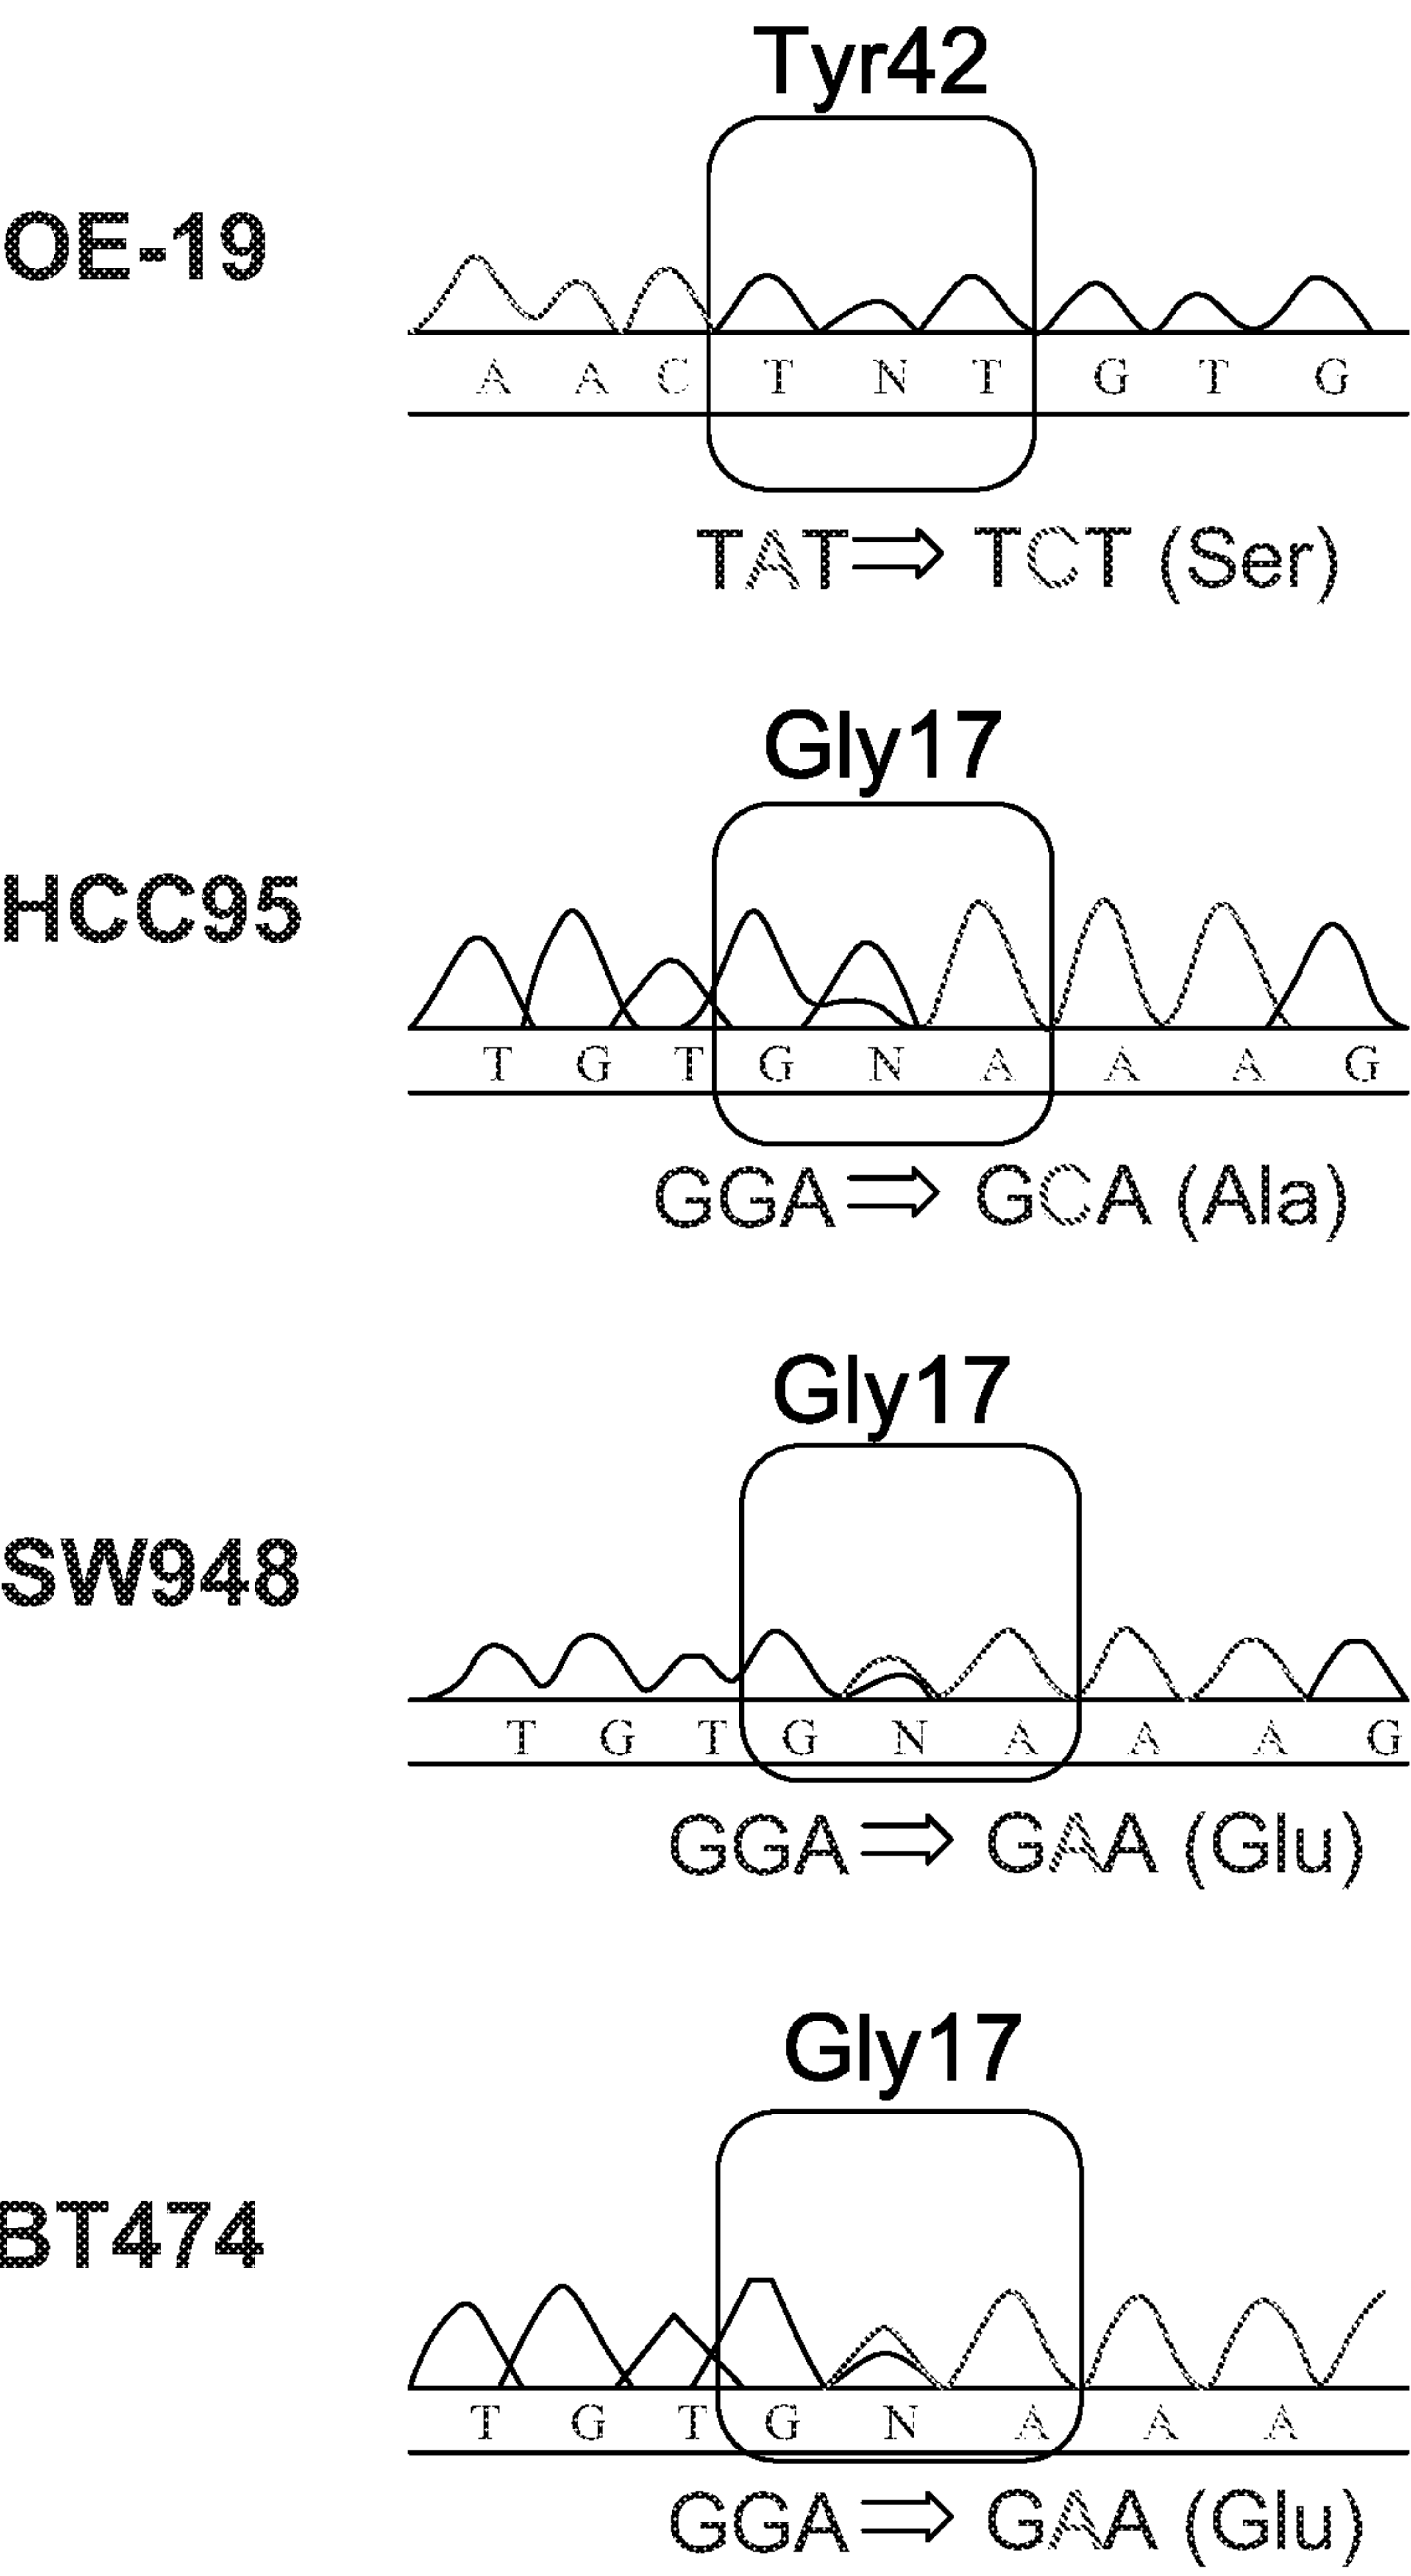 Tyr42
OE-19
A A C T N T G T G
TAT⇒ TCT (Ser)
Gly17
HCC95
T G T G N A A A G
GGA ⇒ GCA (Ala)
Gly17
SW948
T G T G N A A A G
GGA ⇒ GAA (Glu)
Gly17
BT474
T G T G N A A A
GGA ⇒ GAA (Glu)